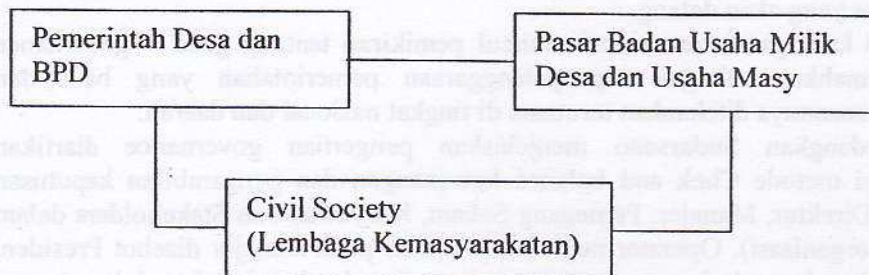 Pemerintah Desa dan
BPD
Pasar Badan Usaha Milik
Desa dan Usaha Masy
Civil Society
(Lembaga Kemasyarakatan)